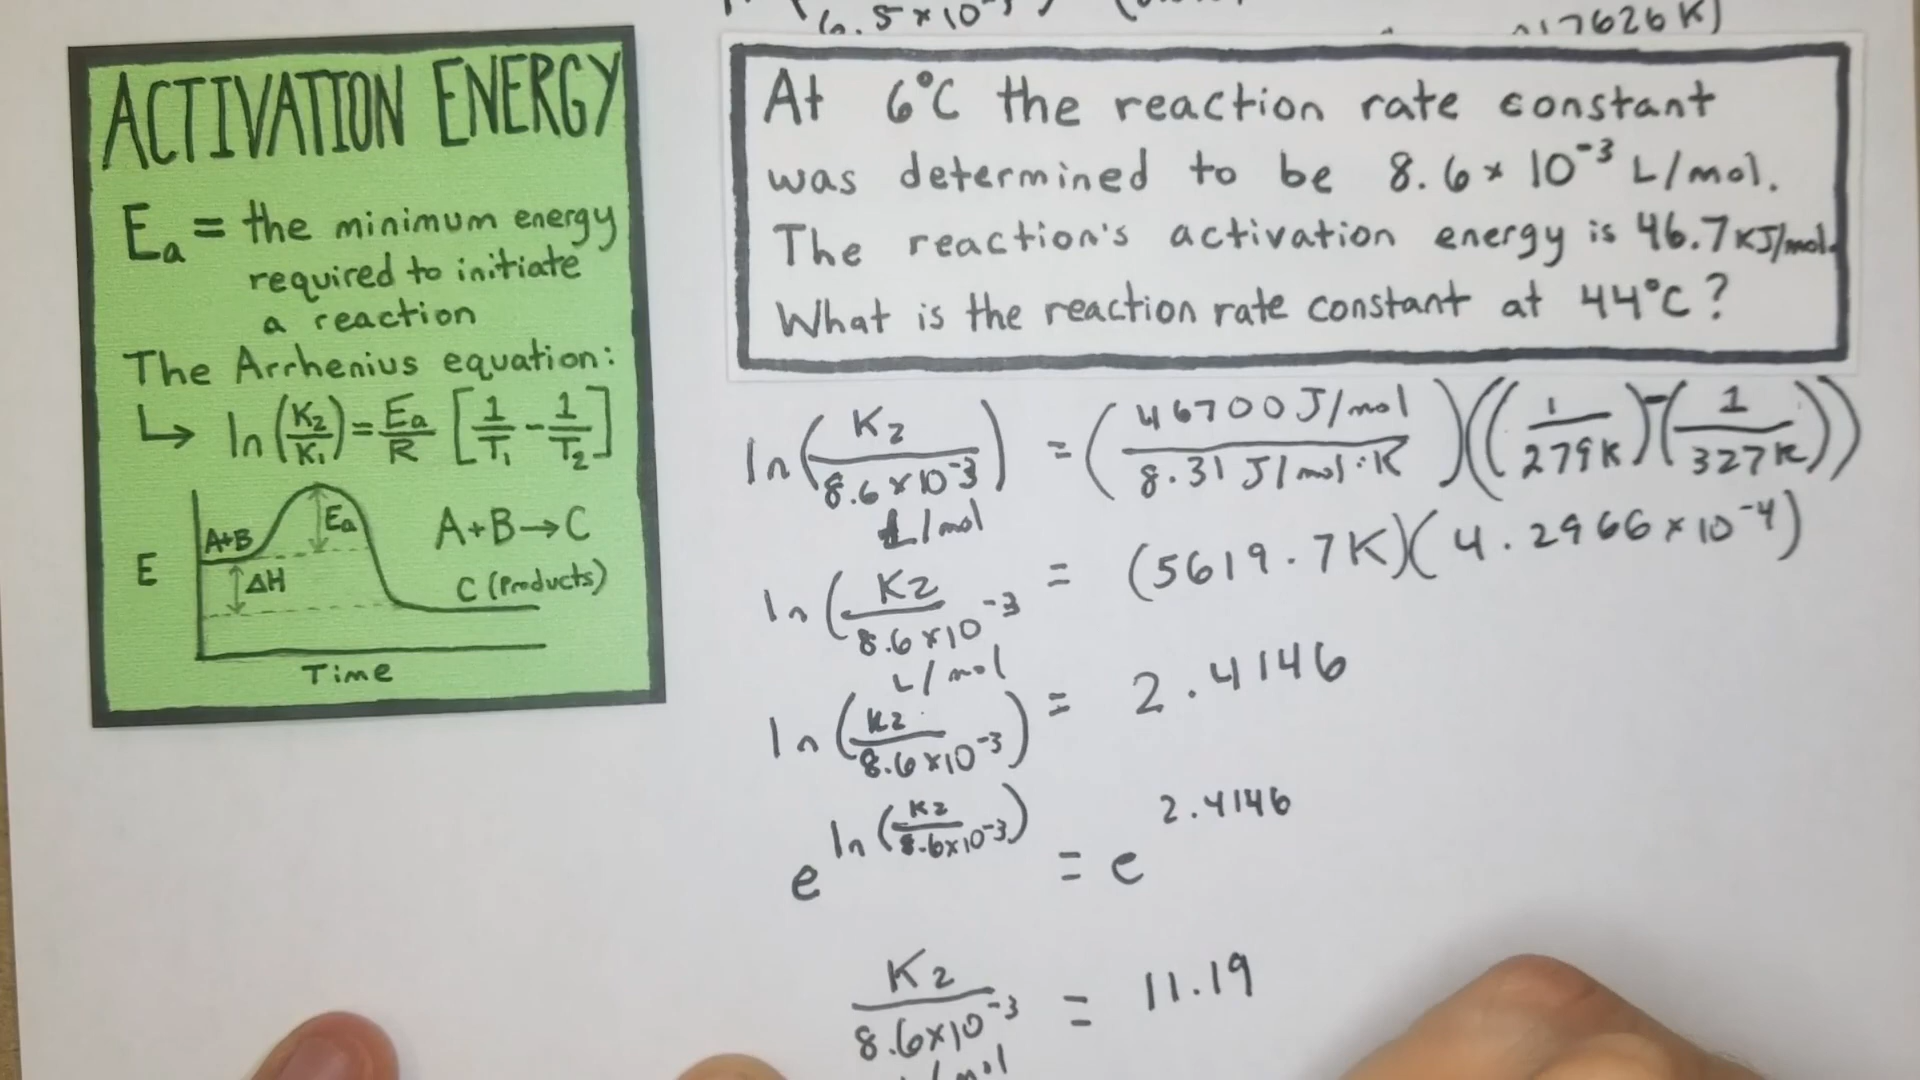 6.5×10
17626 K)
ACTIVATION ENERGY
Ea = the minimum energy
required to initiate
a reaction
The Arrhenius equation:
↳ ln(K₂/K₁) = Ea/R [1/T₁ - 1/T₂]
E
A+B
Ea
ΔH
A+B→C
C (Products)
Time
At 6°C the reaction rate constant
was determined to be 8.6×10⁻³ L/mol.
The reaction's activation energy is 46.7 KJ/mol.
What is the reaction rate constant at 44°C?
ln(K₂/8.6×10⁻³ L/mol) = (46700 J/mol / 8.31 J/mol·K)((1/279K)-(1/327K))
ln(K₂/8.6×10⁻³ L/mol = (5619.7K)(4.2966×10⁻⁴)
ln(K₂/8.6×10⁻³) = 2.4146
e^ln(K₂/8.6×10⁻³) = e^2.4146
K₂/8.6×10⁻³ /mol = 11.19